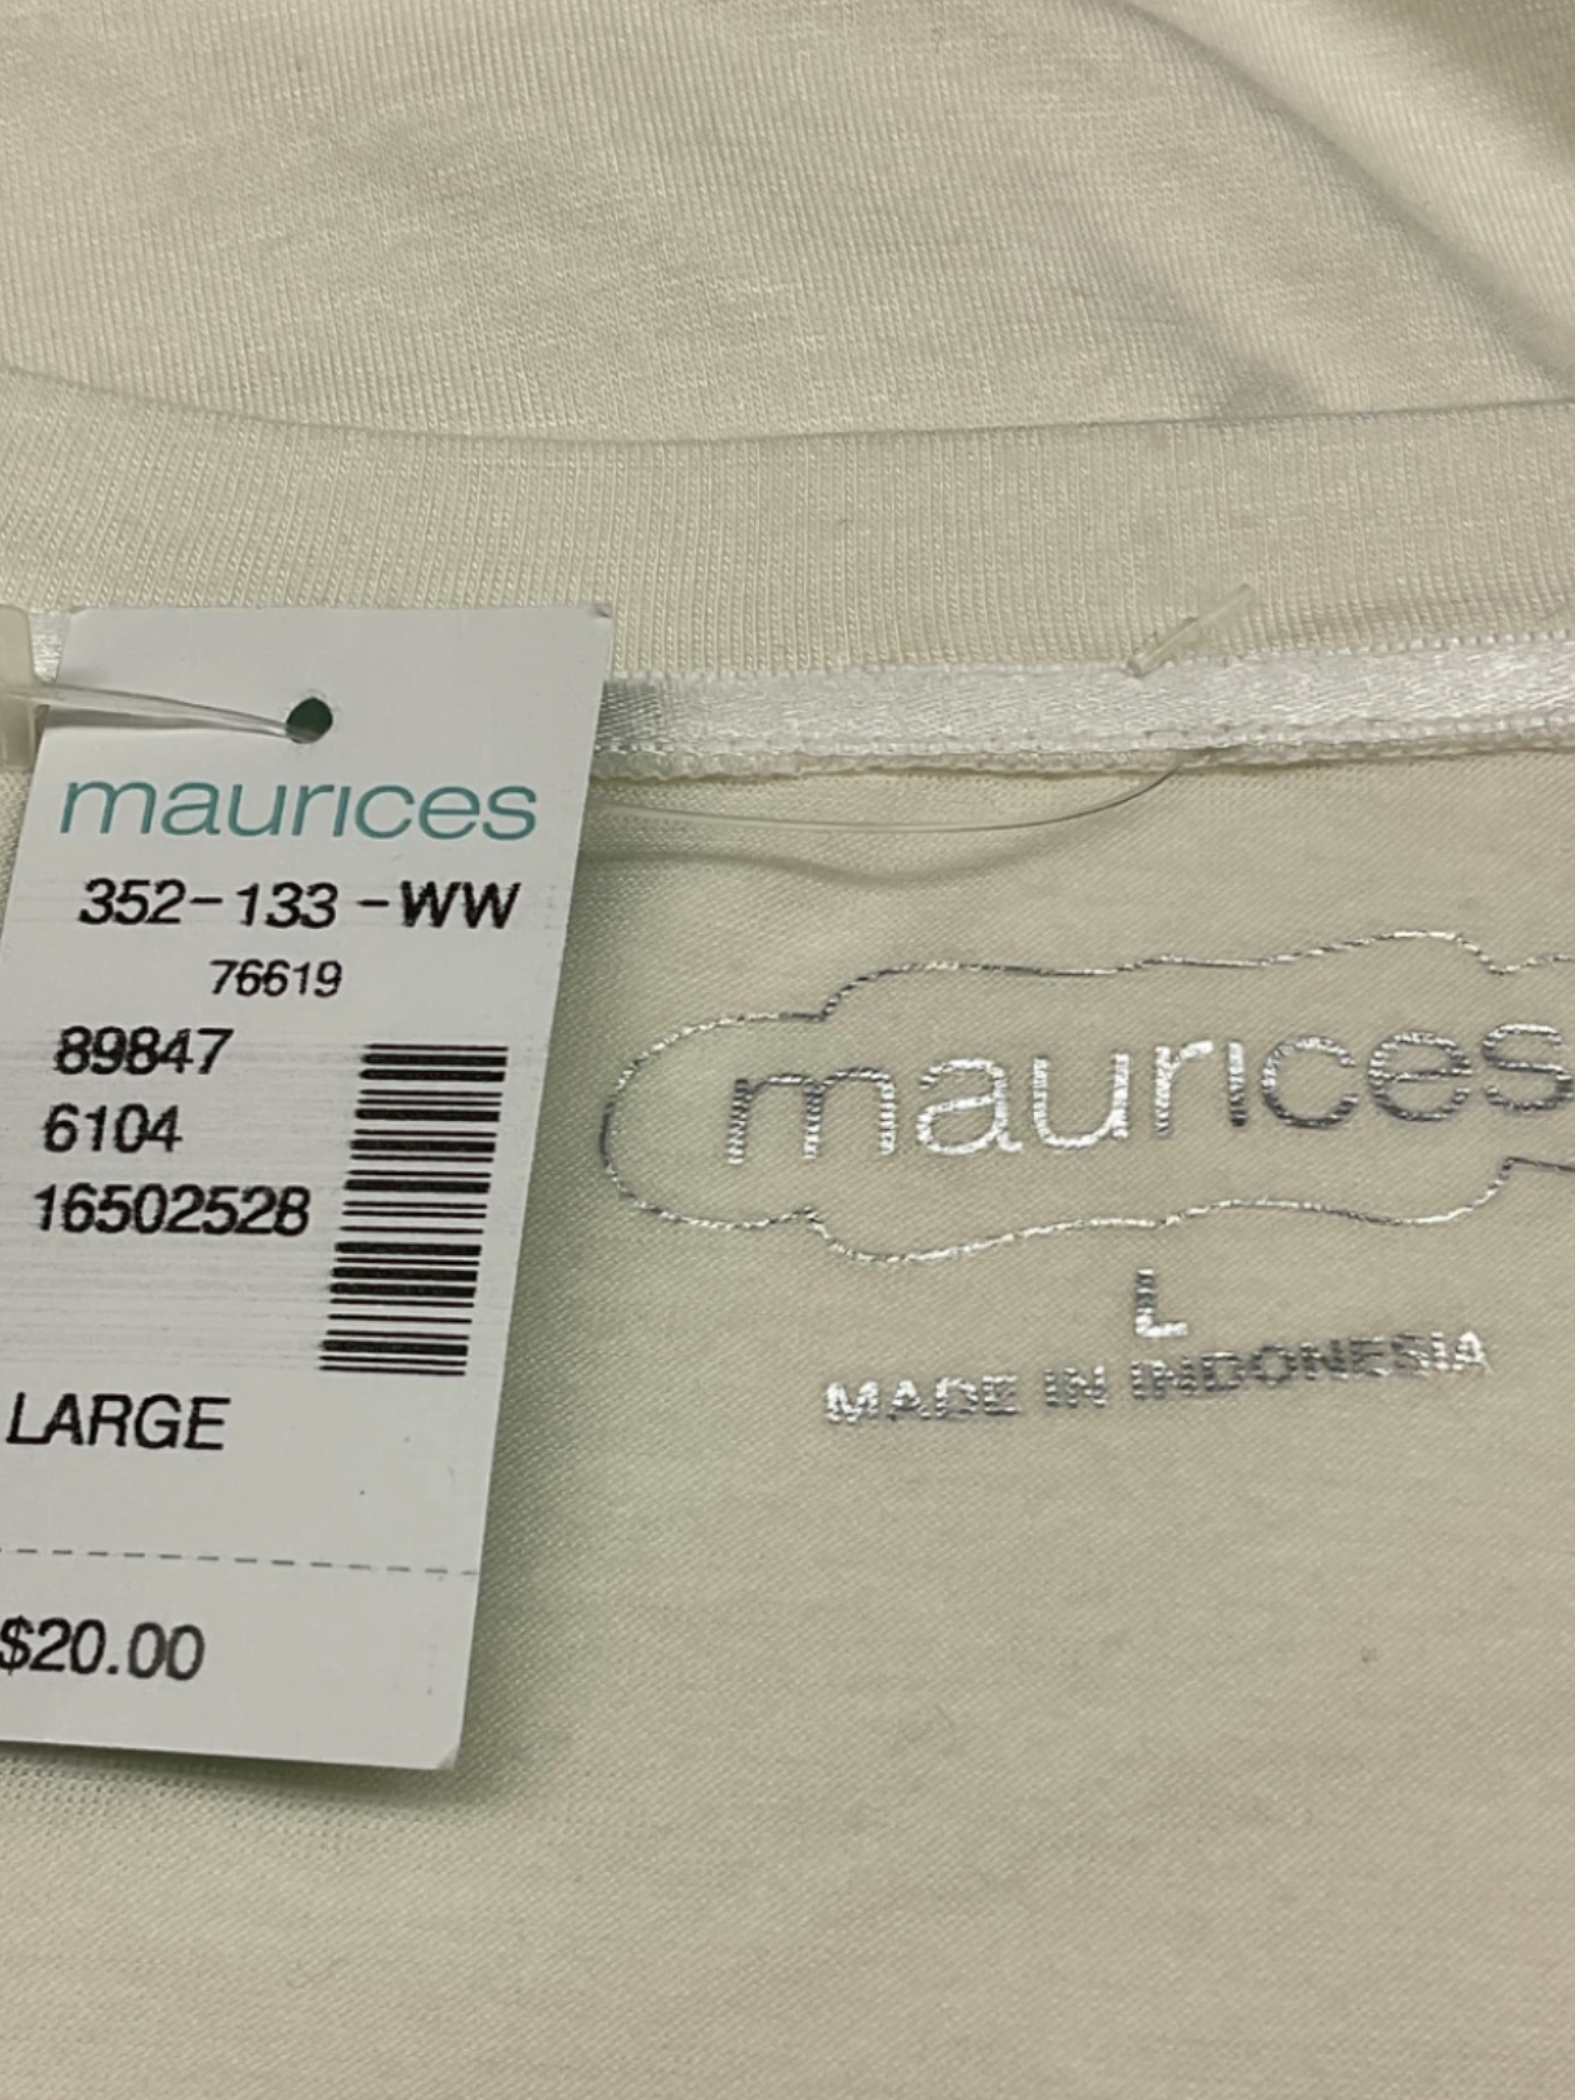 maurices
352-133-WW
76619
89847
6104
16502528
LARGE
$20.00
maurices
L
MADE IN INDONESIA